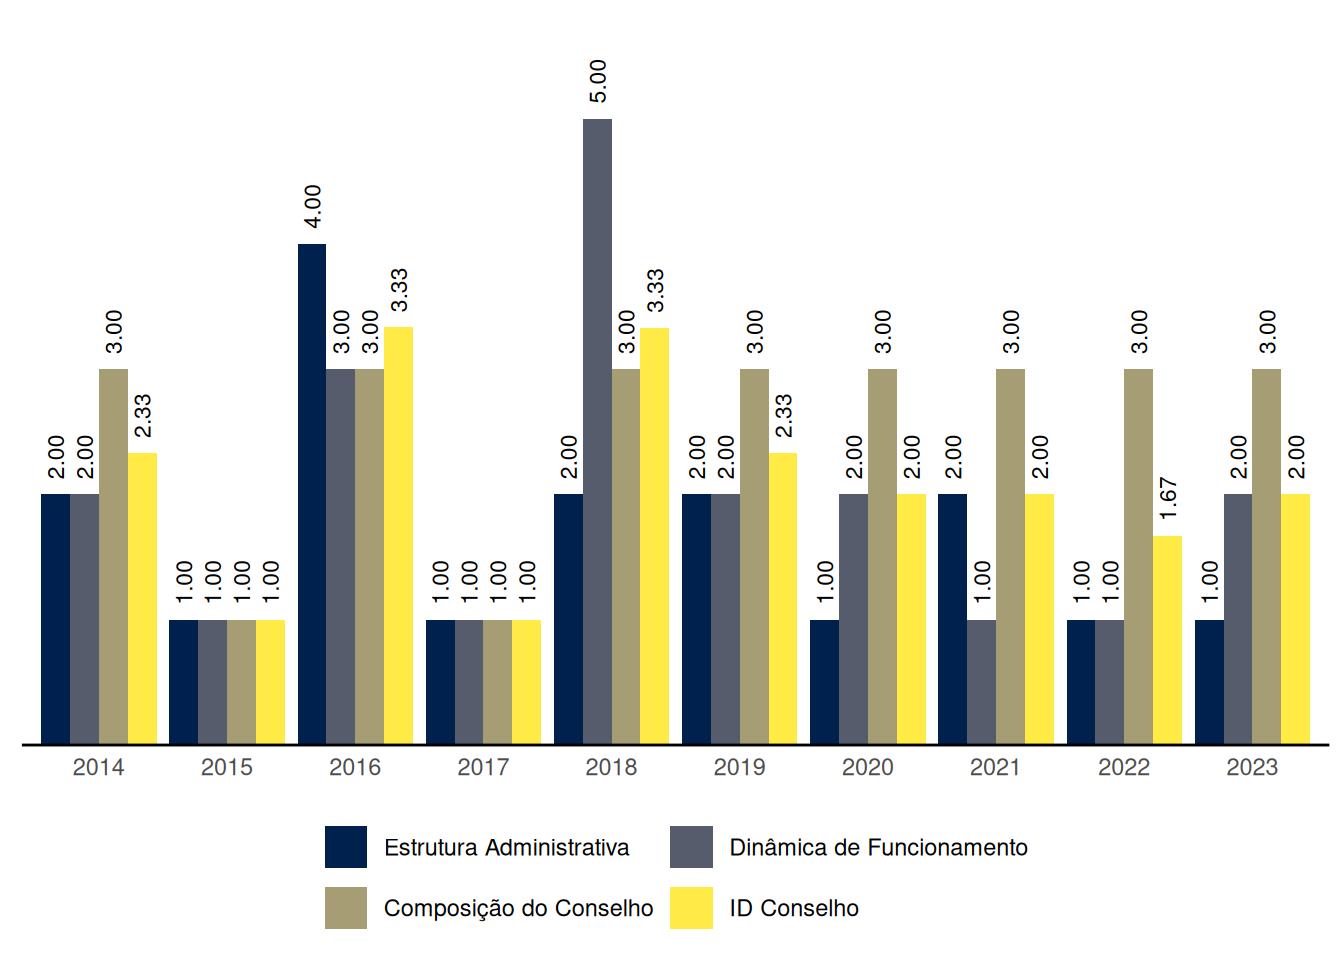 2.00 2.00 3.00 2.33 1.00 1.00 1.00 1.00 4.00 3.00 3.00 3.33 1.00 1.00 1.00 1.00 2.00 5.00 3.00 3.33 2.00 2.00 3.00 2.33 1.00 2.00 3.00 2.00 2.00 1.00 3.00 2.00 1.00 1.00 3.00 1.67 1.00 2.00 3.00 2.00
2014 2015 2016 2017 2018 2019 2020 2021 2022 2023
Estrutura Administrativa Dinâmica de Funcionamento
Composição do Conselho ID Conselho